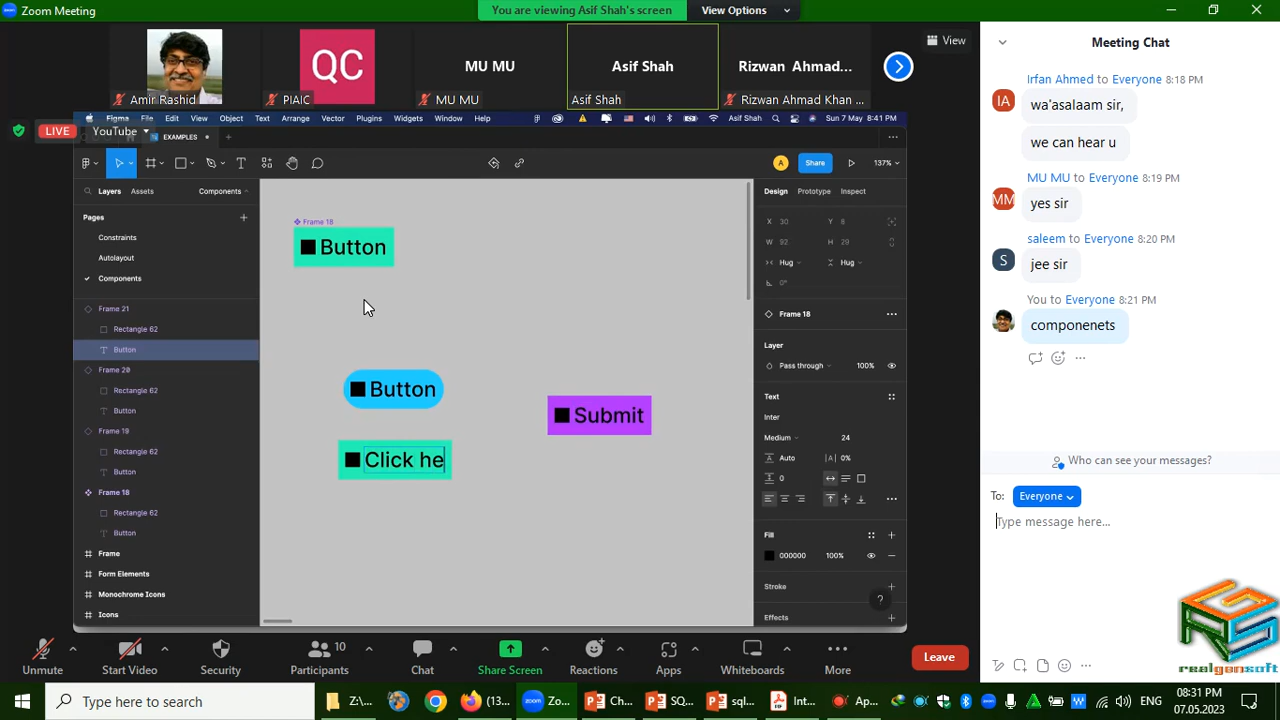 Zoom Meeting
You are viewing Asif Shah's screen
View Options
View
QC
MU MU
Asif Shah
Rizwan Ahmad...
Amir Rashid
PIAIC
MU MU
Asif Shah
Rizwan Ahmad Khan ...
LIVE
YouTube
Figma File Edit View Object Text Arrange Vector Plugins Widgets Window Help
Asif Shah
Sun 7 May 8:41 PM
EXAMPLES
A
Share
137%
Layers
Assets
Components
Pages
Constraints
Autolayout
Components
Frame 21
Rectangle 62
Button
Frame 20
Rectangle 62
Button
Frame 19
Rectangle 62
Button
Frame 18
Rectangle 62
Button
Frame
Form Elements
Monochrome Icons
Icons
Frame 18
Button
Button
Submit
Click he
Design
Prototype
Inspect
X 30
Y 8
W 92
H 29
Hug
Hug
0°
Frame 18
Layer
Pass through
100%
Text
Inter
Medium
24
Auto
|A| 0%
0
Fill
000000
100%
Stroke
Effects
?
Meeting Chat
Irfan Ahmed to Everyone 8:18 PM
IA
wa'asalaam sir,
we can hear u
MU MU to Everyone 8:19 PM
MM
yes sir
saleem to Everyone 8:20 PM
S
jee sir
You to Everyone 8:21 PM
componenets
Who can see your messages?
To:
Everyone
Type message here...
realgensoft
Unmute
Start Video
Security
10
Participants
Chat
Share Screen
Reactions
Apps
Whiteboards
More
Leave
Type here to search
Z:\...
(13...
Zo...
Ch...
SQ...
sql...
Int...
Ap...
ENG
08:31 PM
07.05.2023